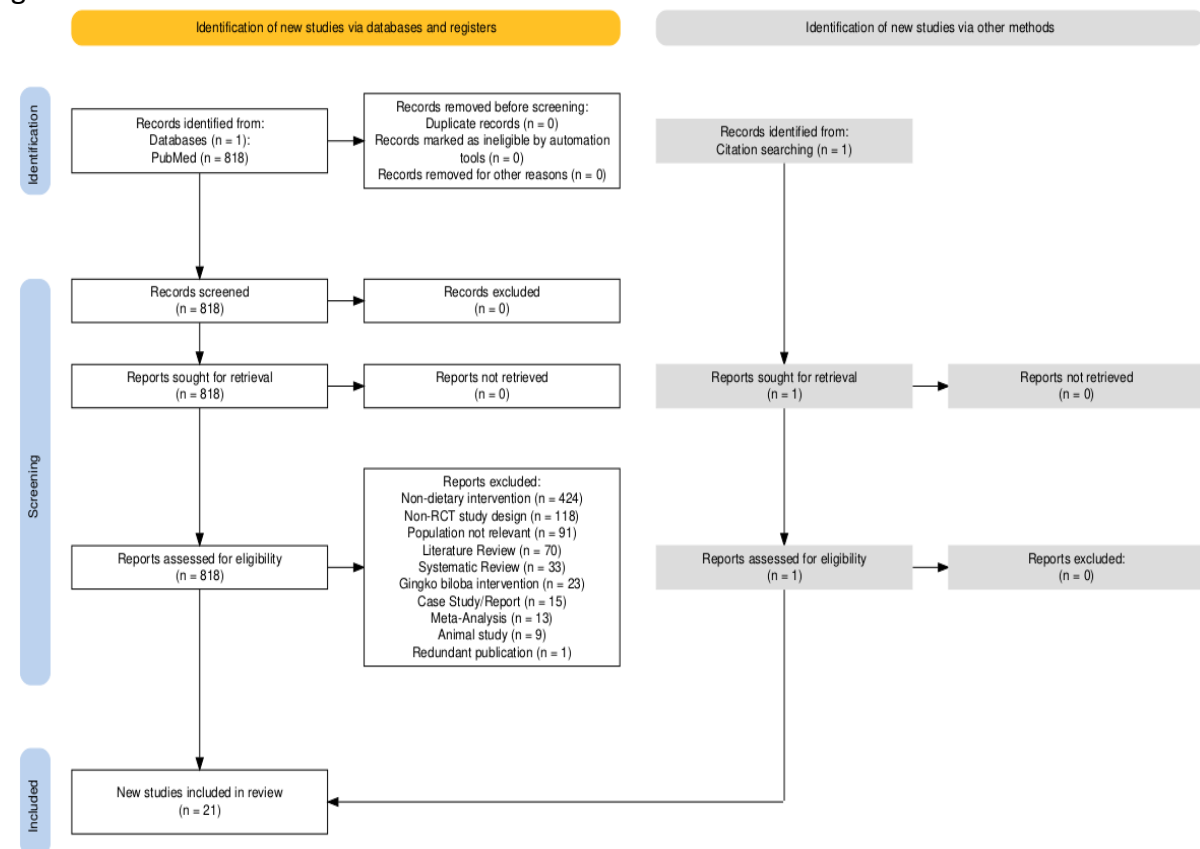 Identification of new studies via databases and registers
Identification of new studies via other methods
Identification
Records identified from:
Databases (n = 1):
PubMed (n = 818)
Records removed before screening:
Duplicate records (n = 0)
Records marked as ineligible by automation
tools (n = 0)
Records removed for other reasons (n = 0)
Records identified from:
Citation searching (n = 1)
Screening
Records screened
(n = 818)
Records excluded
(n = 0)
Reports sought for retrieval
(n = 818)
Reports not retrieved
(n = 0)
Reports sought for retrieval
(n = 1)
Reports not retrieved
(n = 0)
Reports assessed for eligibility
(n = 818)
Reports excluded:
Non-dietary intervention (n = 424)
Non-RCT study design (n = 118)
Population not relevant (n = 91)
Literature Review (n = 70)
Systematic Review (n = 33)
Gingko biloba intervention (n = 23)
Case Study/Report (n = 15)
Meta-Analysis (n = 13)
Animal study (n = 9)
Redundant publication (n = 1)
Reports assessed for eligibility
(n = 1)
Reports excluded:
(n = 0)
Included
New studies included in review
(n = 21)